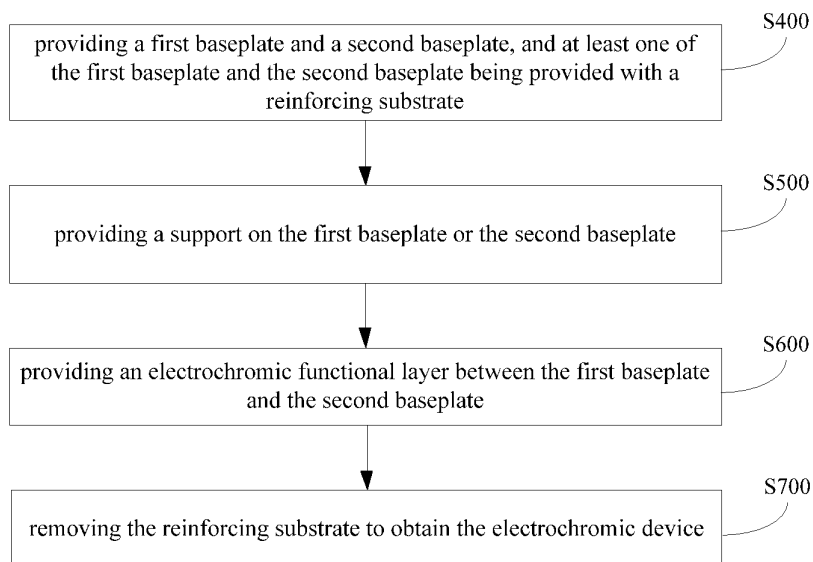 S400
providing a first baseplate and a second baseplate, and at least one of
the first baseplate and the second baseplate being provided with a
reinforcing substrate
S500
providing a support on the first baseplate or the second baseplate
S600
providing an electrochromic functional layer between the first baseplate
and the second baseplate
S700
removing the reinforcing substrate to obtain the electrochromic device